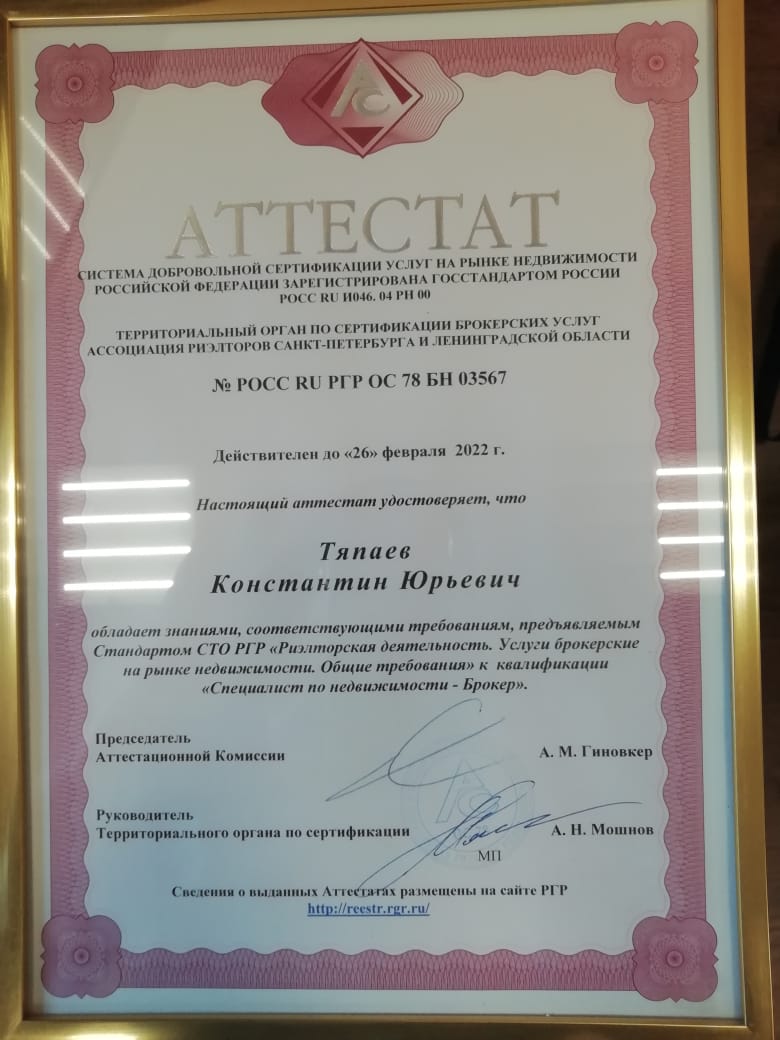 АС
АТТЕСТАТ
СИСТЕМА ДОБРОВОЛЬНОЙ СЕРТИФИКАЦИИ УСЛУГ НА РЫНКЕ НЕДВИЖИМОСТИ
РОССИЙСКОЙ ФЕДЕРАЦИИ ЗАРЕГИСТРИРОВАНА ГОССТАНДАРТОМ РОССИИ
РОСС RU И046. 04 РН 00
ТЕРРИТОРИАЛЬНЫЙ ОРГАН ПО СЕРТИФИКАЦИИ БРОКЕРСКИХ УСЛУГ
АССОЦИАЦИЯ РИЭЛТОРОВ САНКТ-ПЕТЕРБУРГА И ЛЕНИНГРАДСКОЙ ОБЛАСТИ
№ РОСС RU РГР ОС 78 БН 03567
Действителен до «26» февраля 2022 г.
Настоящий аттестат удостоверяет, что
Тяпаев
Константин Юрьевич
обладает знаниями, соответствующими требованиям, предъявляемым
Стандартом СТО РГР «Риэлторская деятельность. Услуги брокерские
на рынке недвижимости. Общие требования» к квалификации
«Специалист по недвижимости - Брокер».
Председатель
Аттестационной Комиссии
А. М. Гиновкер
Руководитель
Территориального органа по сертификации
А. Н. Мошнов
МП
Сведения о выданных Аттестатах размещены на сайте РГР
http://reestr.rgr.ru/